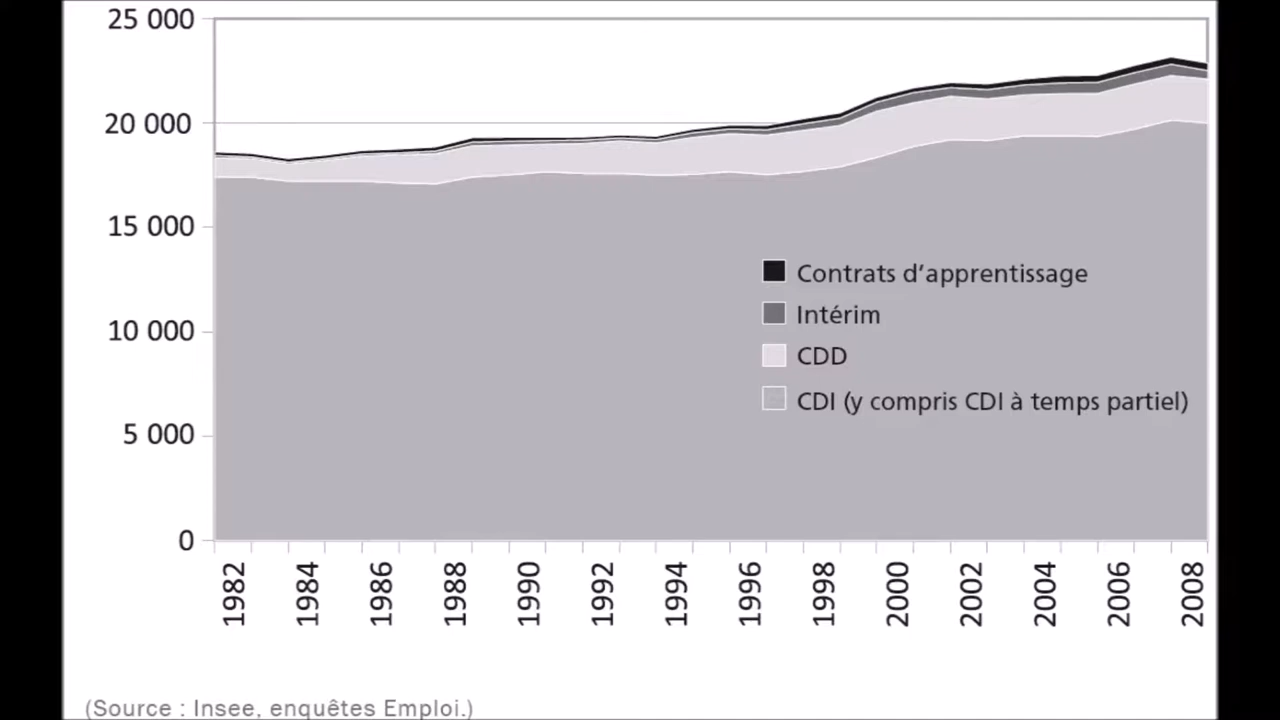 25 000
20 000
15 000
10 000
5 000
0
Contrats d’apprentissage
Intérim
CDD
CDI (y compris CDI à temps partiel)
1982 1984 1986 1988 1990 1992 1994 1996 1998 2000 2002 2004 2006 2008
(Source : Insee, enquêtes Emploi.)